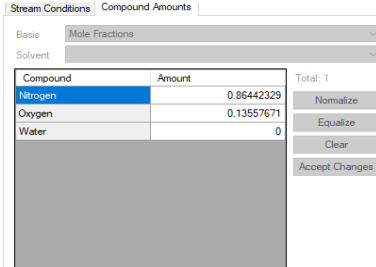 Stream Conditions Compound Amounts
Basis Mole Fractions
Solvent
Compound Amount Total: 1
Nitrogen 0.86442329 Normalize
Oxygen 0.13557671 Equalize
Water 0 Clear
Accept Changes